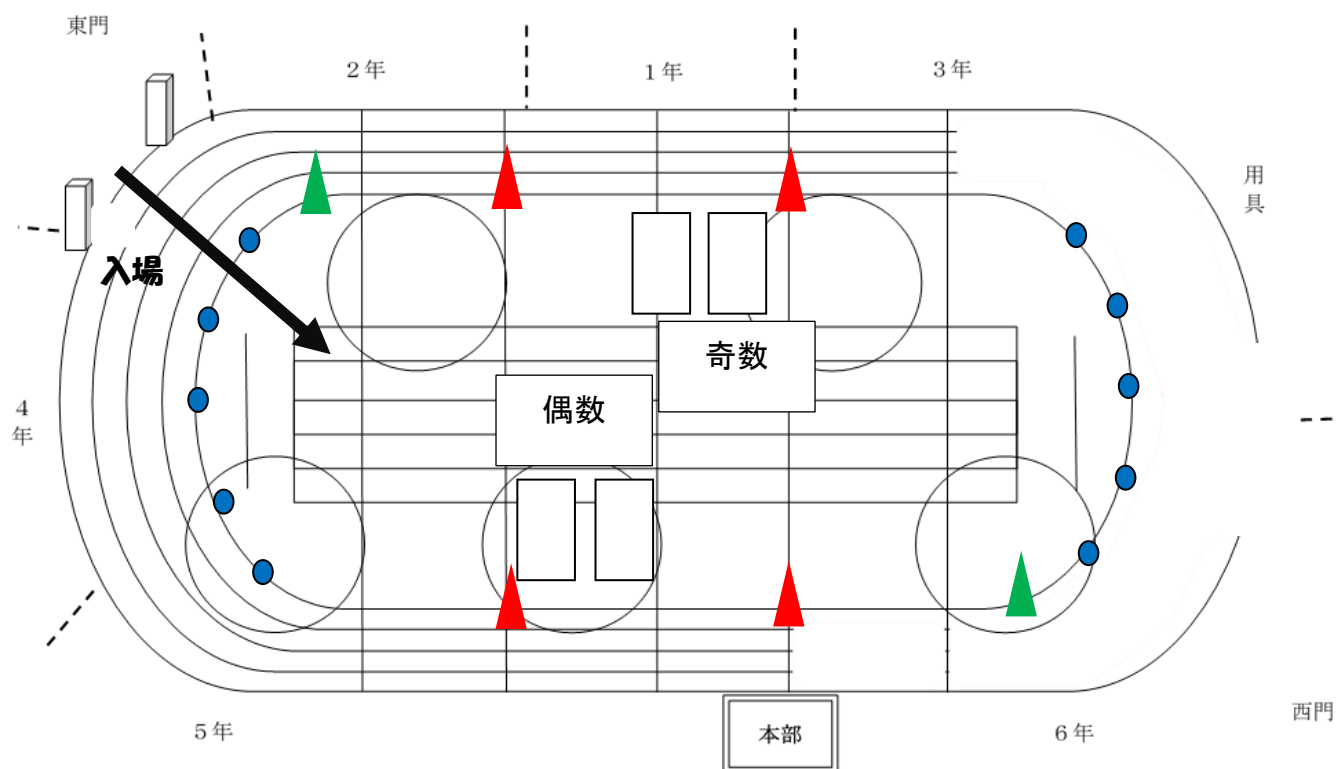 東門
２年
１年
３年
用具
入場
奇数
偶数
４年
５年
本部
６年
西門